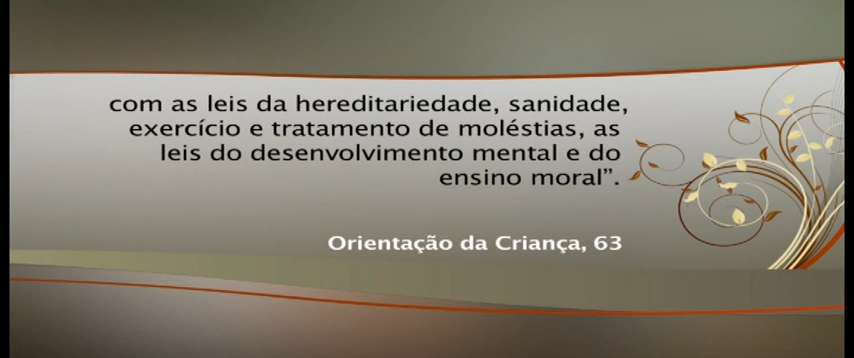 com as leis da hereditariedade, sanidade,
exercício e tratamento de moléstias, as
leis do desenvolvimento mental e do
ensino moral”.
Orientação da Criança, 63